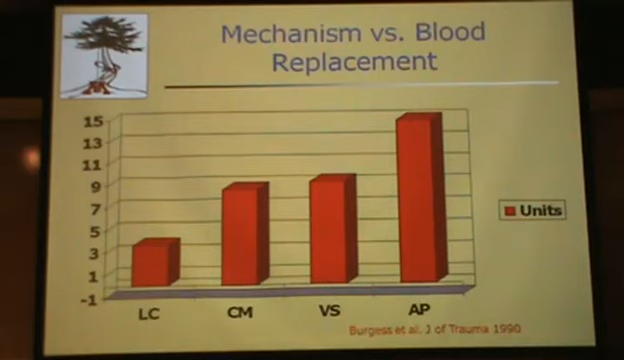 Mechanism vs. Blood
Replacement
15
13
11
9
7
5
3
1
-1
LC
CM
VS
AP
Units
Burgess et al. J of Trauma 1990